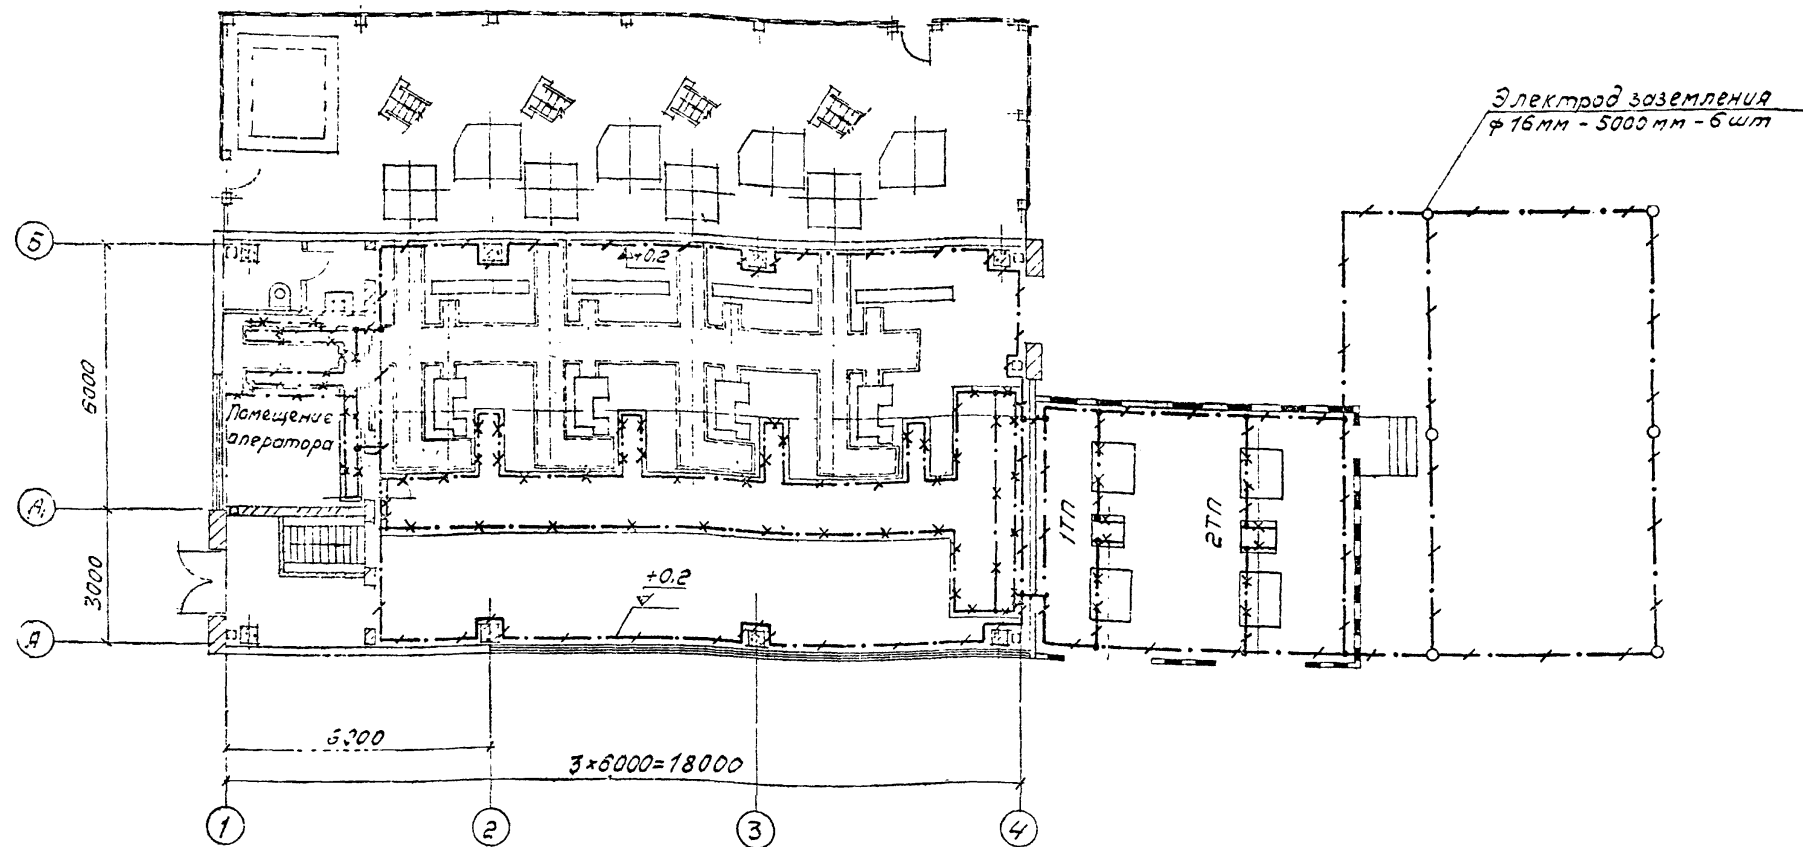 Электрод заземления
ф 16мм - 5000мм - 6шт
Б
+0.2
6000
Помещение
оператора
А₁
1ТП
2ТП
3000
+0.2
А
6000
3×6000=18000
1
2
3
4